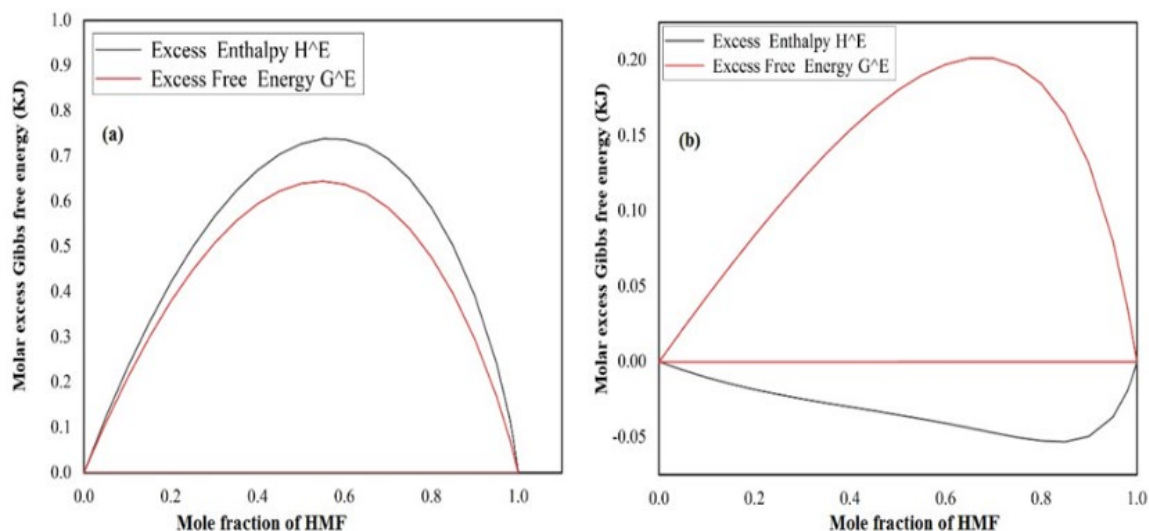 Molar excess Gibbs free energy (KJ)
1.0
0.9
0.8
0.7
0.6
0.5
0.4
0.3
0.2
0.1
0.0
Excess Enthalpy H^E
Excess Free Energy G^E
(a)
0.0 0.2 0.4 0.6 0.8 1.0
Mole fraction of HMF
Molar excess Gibbs free energy (KJ)
0.20
0.15
0.10
0.05
0.00
-0.05
Excess Enthalpy H^E
Excess Free Energy G^E
(b)
0.0 0.2 0.4 0.6 0.8 1.0
Mole fraction of HMF